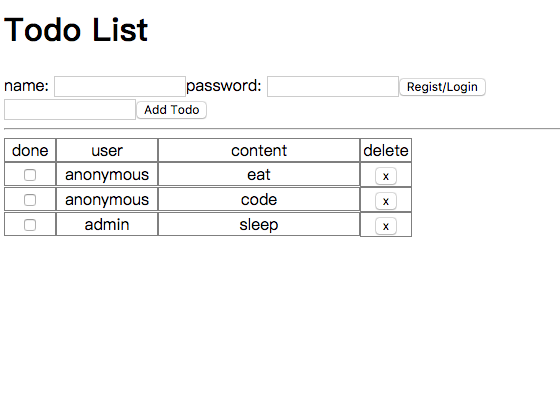 Todo List
name: password: Regist/Login
Add Todo
done user content delete
anonymous eat x
anonymous code x
admin sleep x